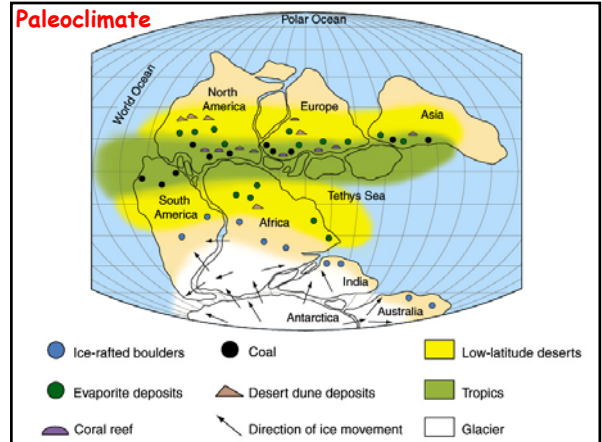 Paleoclimate
Polar Ocean
World Ocean
North
America
Europe
Asia
South
America
Africa
Tethys Sea
India
Antarctica
Australia
Ice-rafted boulders
Coal
Low-latitude deserts
Evaporite deposits
Desert dune deposits
Tropics
Coral reef
Direction of ice movement
Glacier